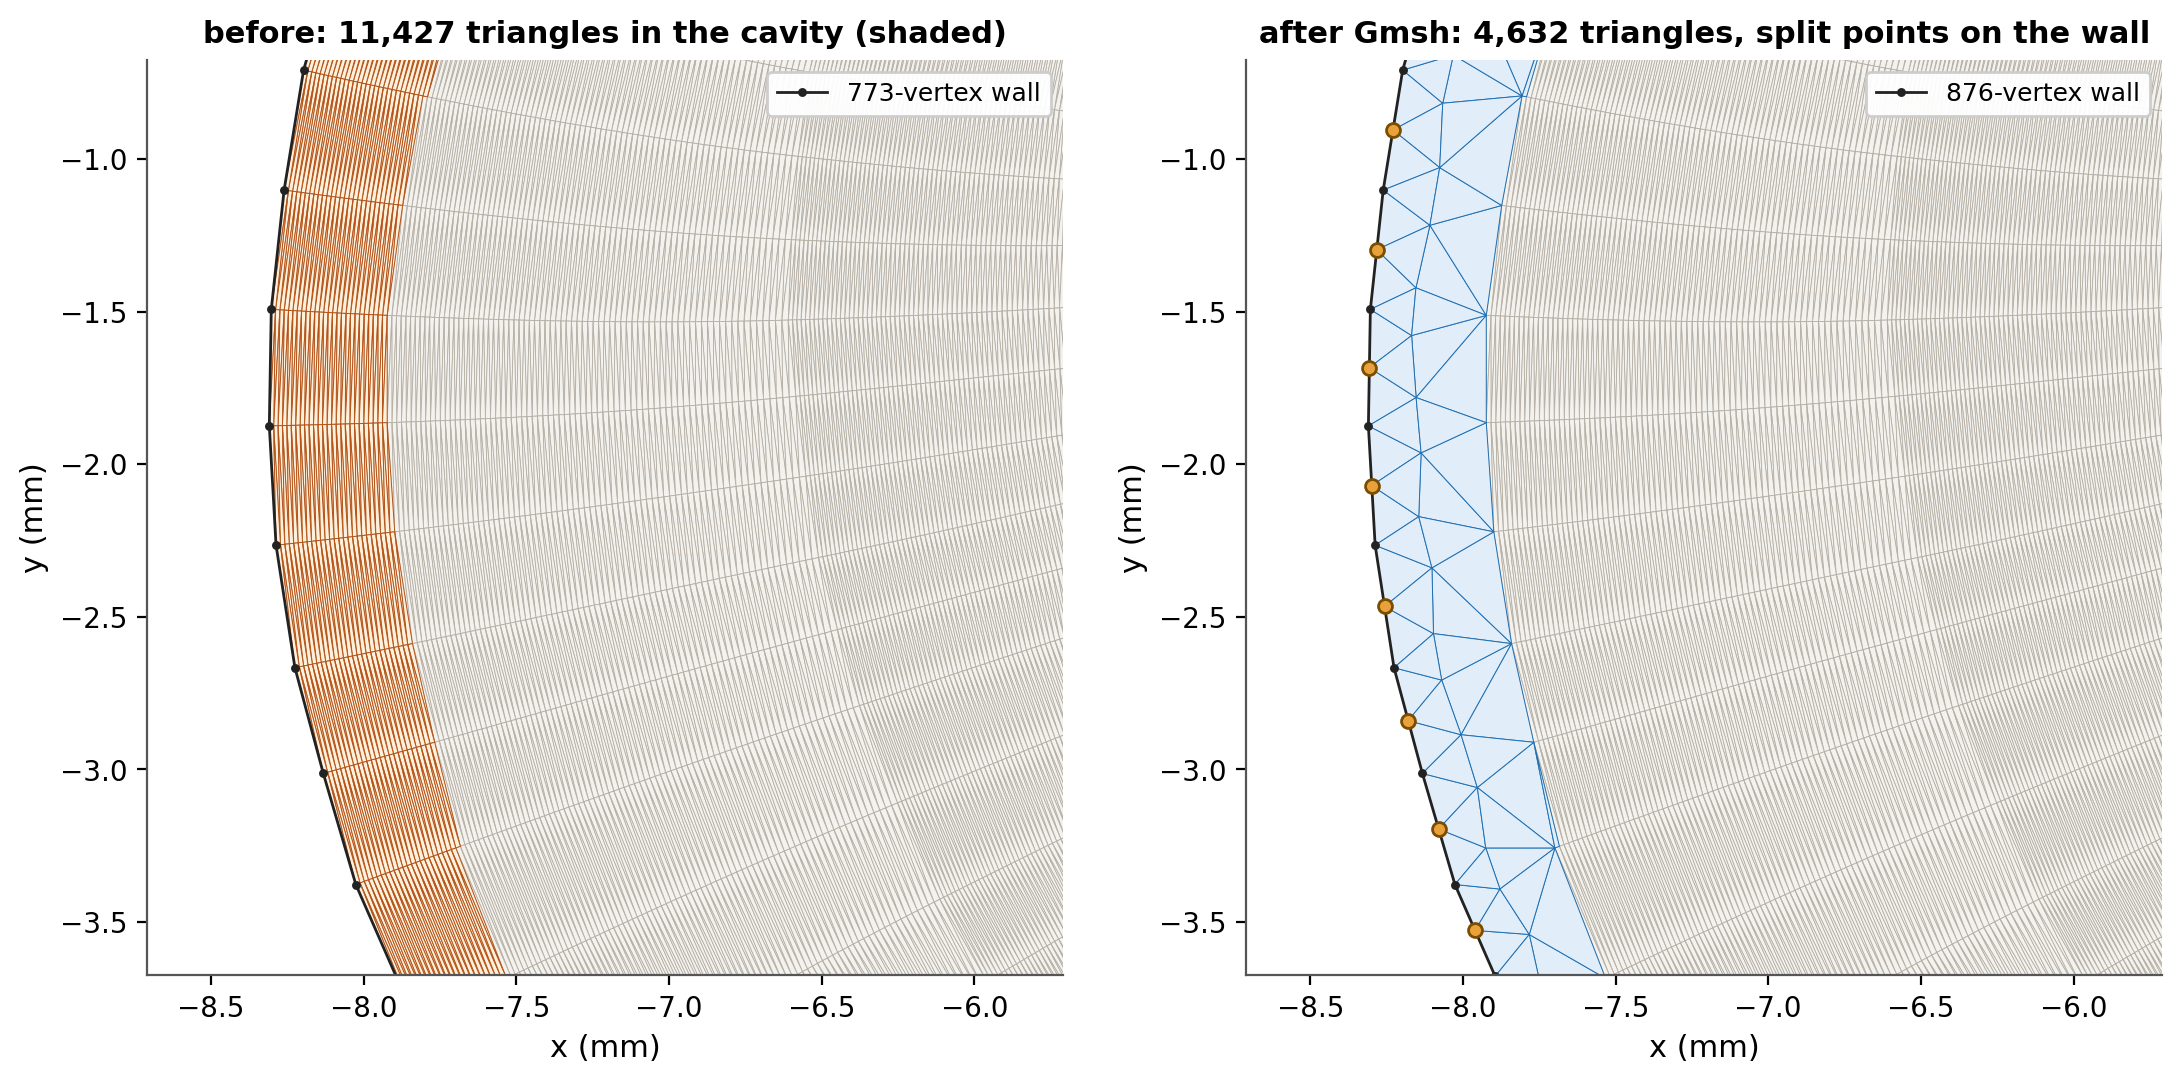 before: 11,427 triangles in the cavity (shaded)
773-vertex wall
−1.0
−1.5
−2.0
−2.5
−3.0
−3.5
y (mm)
−8.5 −8.0 −7.5 −7.0 −6.5 −6.0
x (mm)
after Gmsh: 4,632 triangles, split points on the wall
876-vertex wall
−1.0
−1.5
−2.0
−2.5
−3.0
−3.5
y (mm)
−8.5 −8.0 −7.5 −7.0 −6.5 −6.0
x (mm)